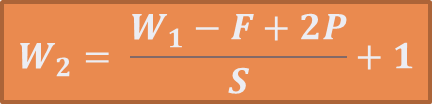 W₂ = (W₁ − F + 2P) / S + 1